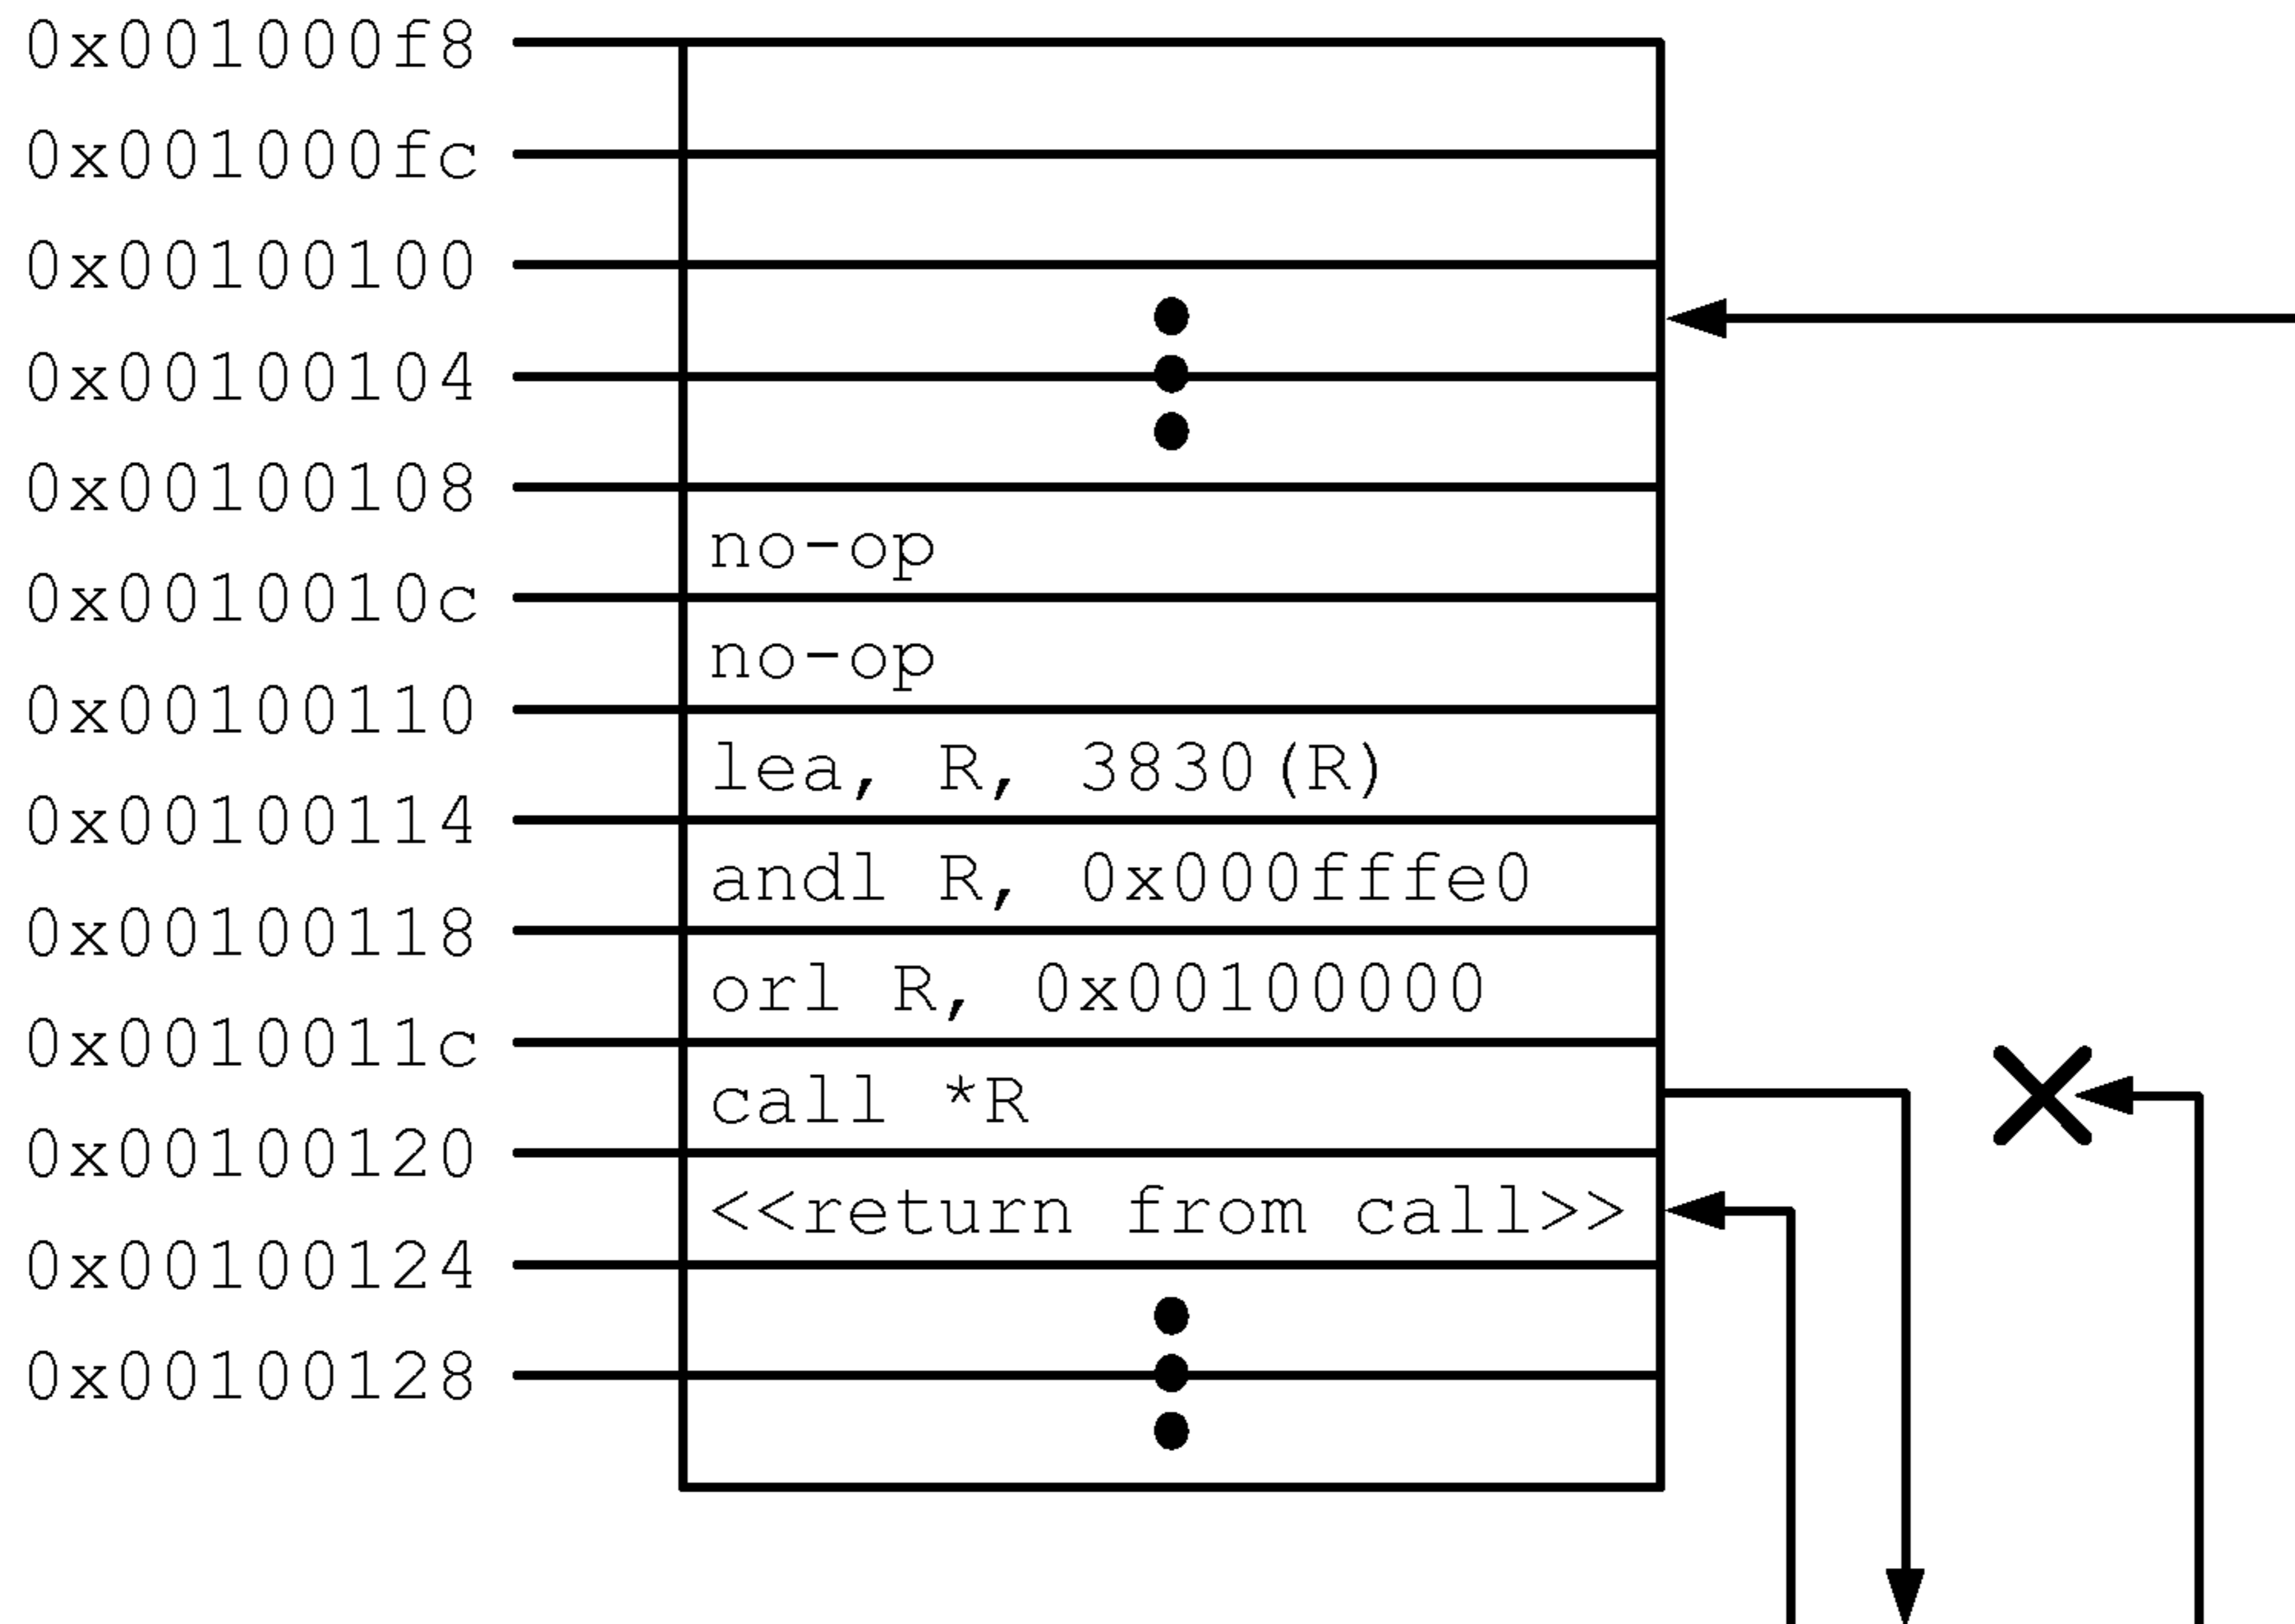 0x001000f8
0x001000fc
0x00100100
0x00100104
0x00100108
no-op
0x0010010c
no-op
0x00100110
lea, R, 3830(R)
0x00100114
andl R, 0x000fffe0
0x00100118
orl R, 0x00100000
0x0010011c
call *R
0x00100120
<<return from call>>
0x00100124
0x00100128